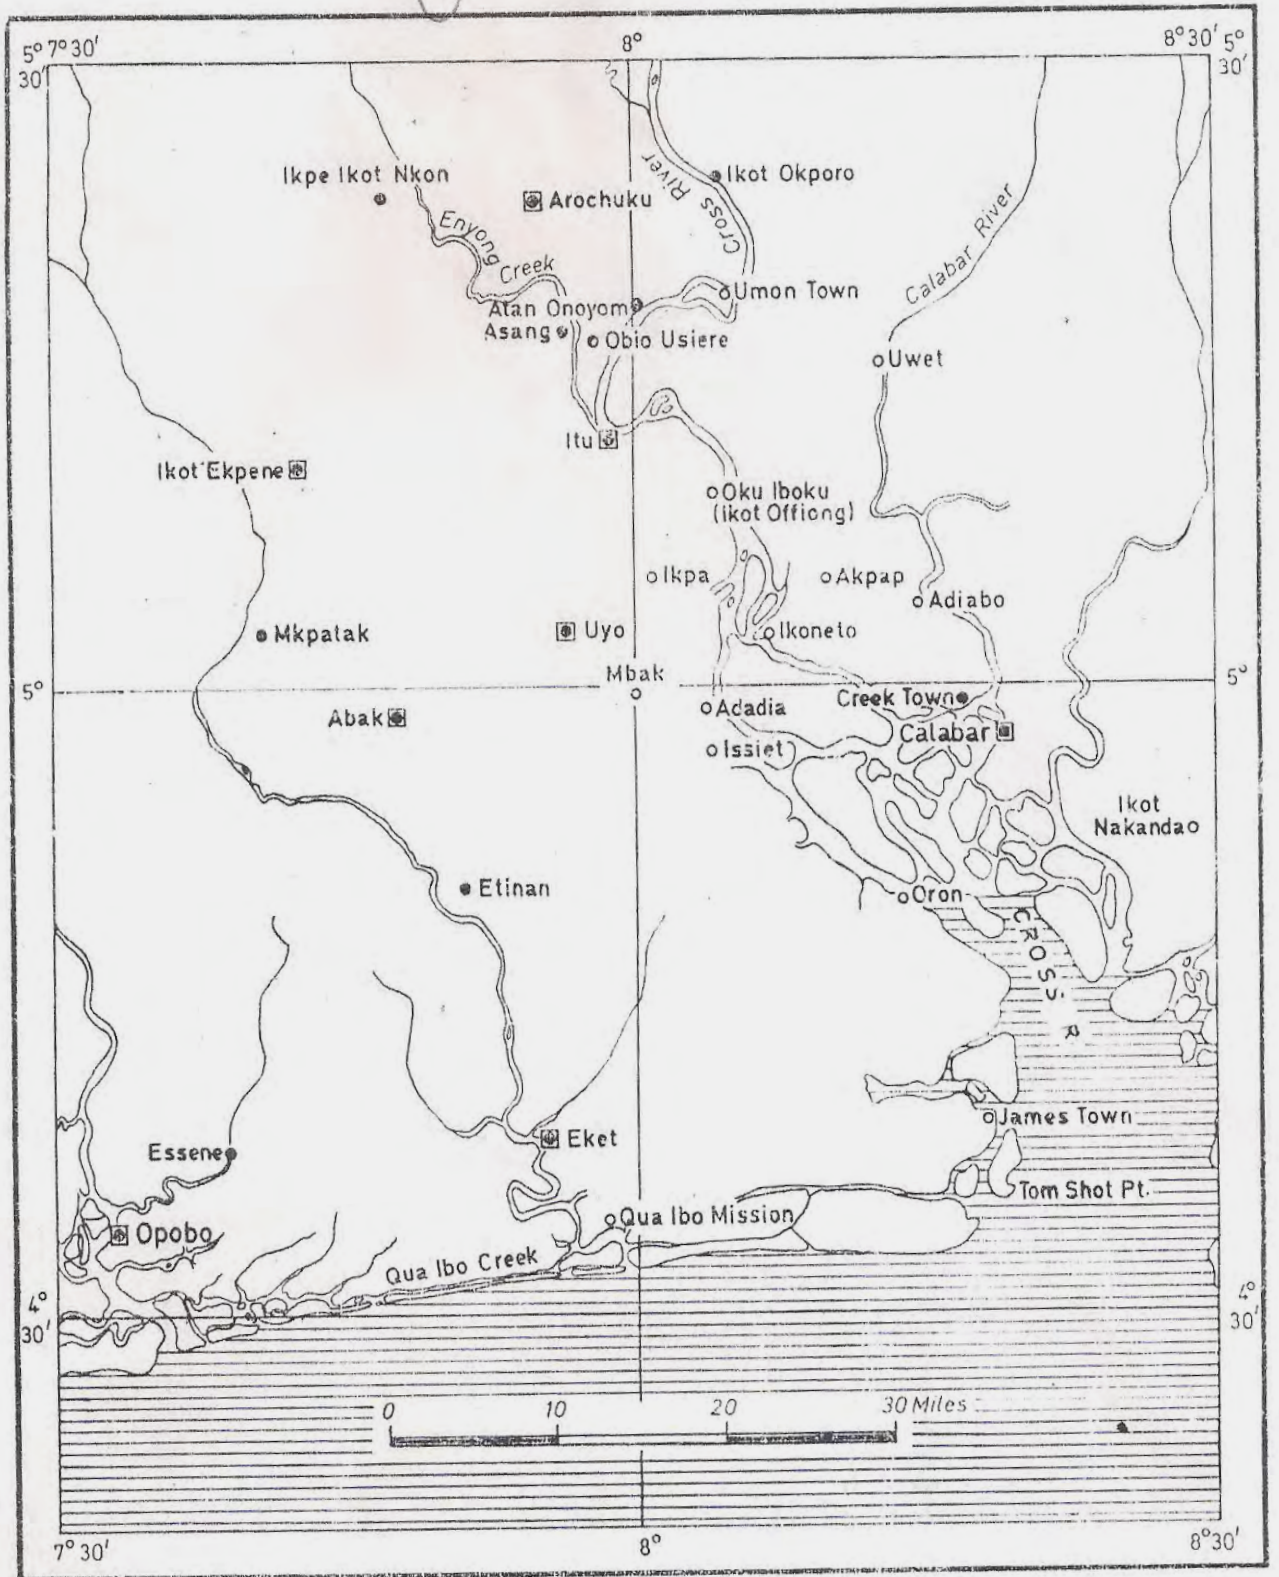 5° 7° 30'
8°
8° 30' 5°
30'
30'
Ikpe Ikot Nkon
Arochuku
Ikot Okporo
Cross River
Enyong
Creek
Calabar River
Umon Town
Atan Onoyom
Asang
Obio Usiere
Uwet
Itu
Ikot Ekpene
Oku Iboku
(ikot Offiong)
Ikpa
Akpap
Adiabo
Mkpatak
Uyo
Ikoneto
Mbak
5°
5°
Abak
Adadia
Creek Town
Calabar
Issiet
Ikot
Nakanda
Etinan
Oron
CROSS R
James Town
Eket
Essene
Tom Shot Pt.
Opobo
Qua Ibo Mission
Qua Ibo Creek
4°
30'
4°
30'
0
10
20
30 Miles
7° 30'
8°
8° 30'